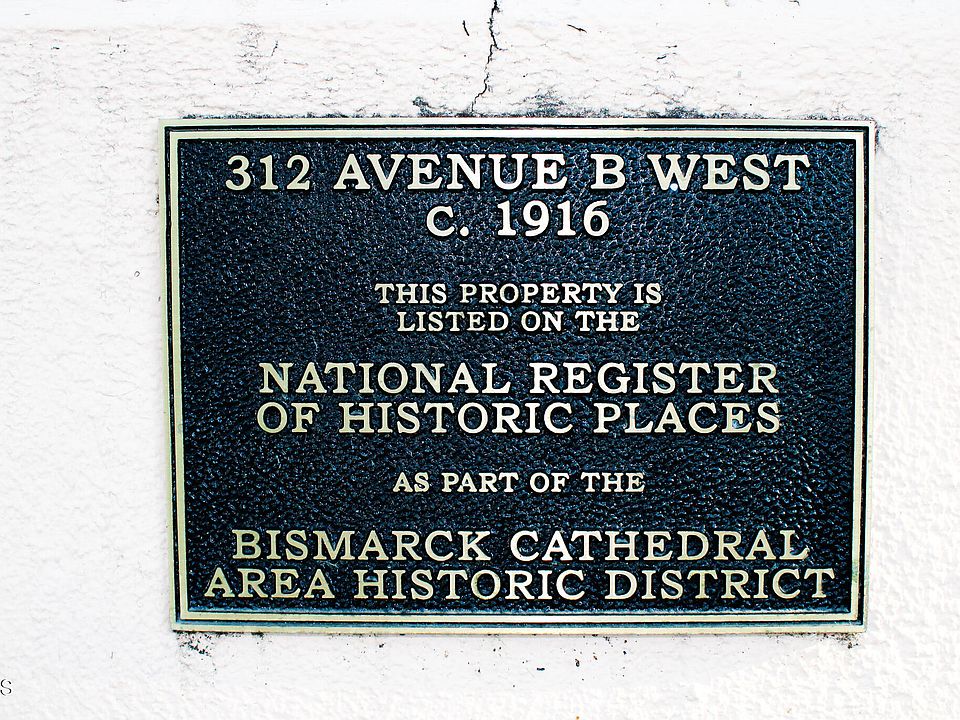 312 AVENUE B WEST
C. 1916
THIS PROPERTY IS
LISTED ON THE
NATIONAL REGISTER
OF HISTORIC PLACES
AS PART OF THE
BISMARCK CATHEDRAL
AREA HISTORIC DISTRICT